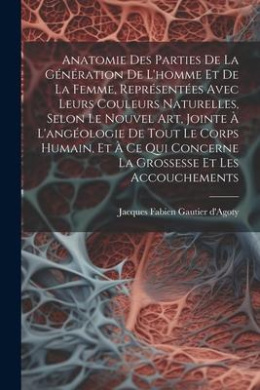 Anatomie Des Parties De La
Génération De L'homme Et De
La Femme, Représentées Avec
Leurs Couleurs Naturelles,
Selon Le Nouvel Art, Jointe À
L'angéologie De Tout Le Corps
Humain, Et À Ce Qui Concerne
La Grossesse Et Les
Accouchements
Jacques Fabien Gautier d'Agoty